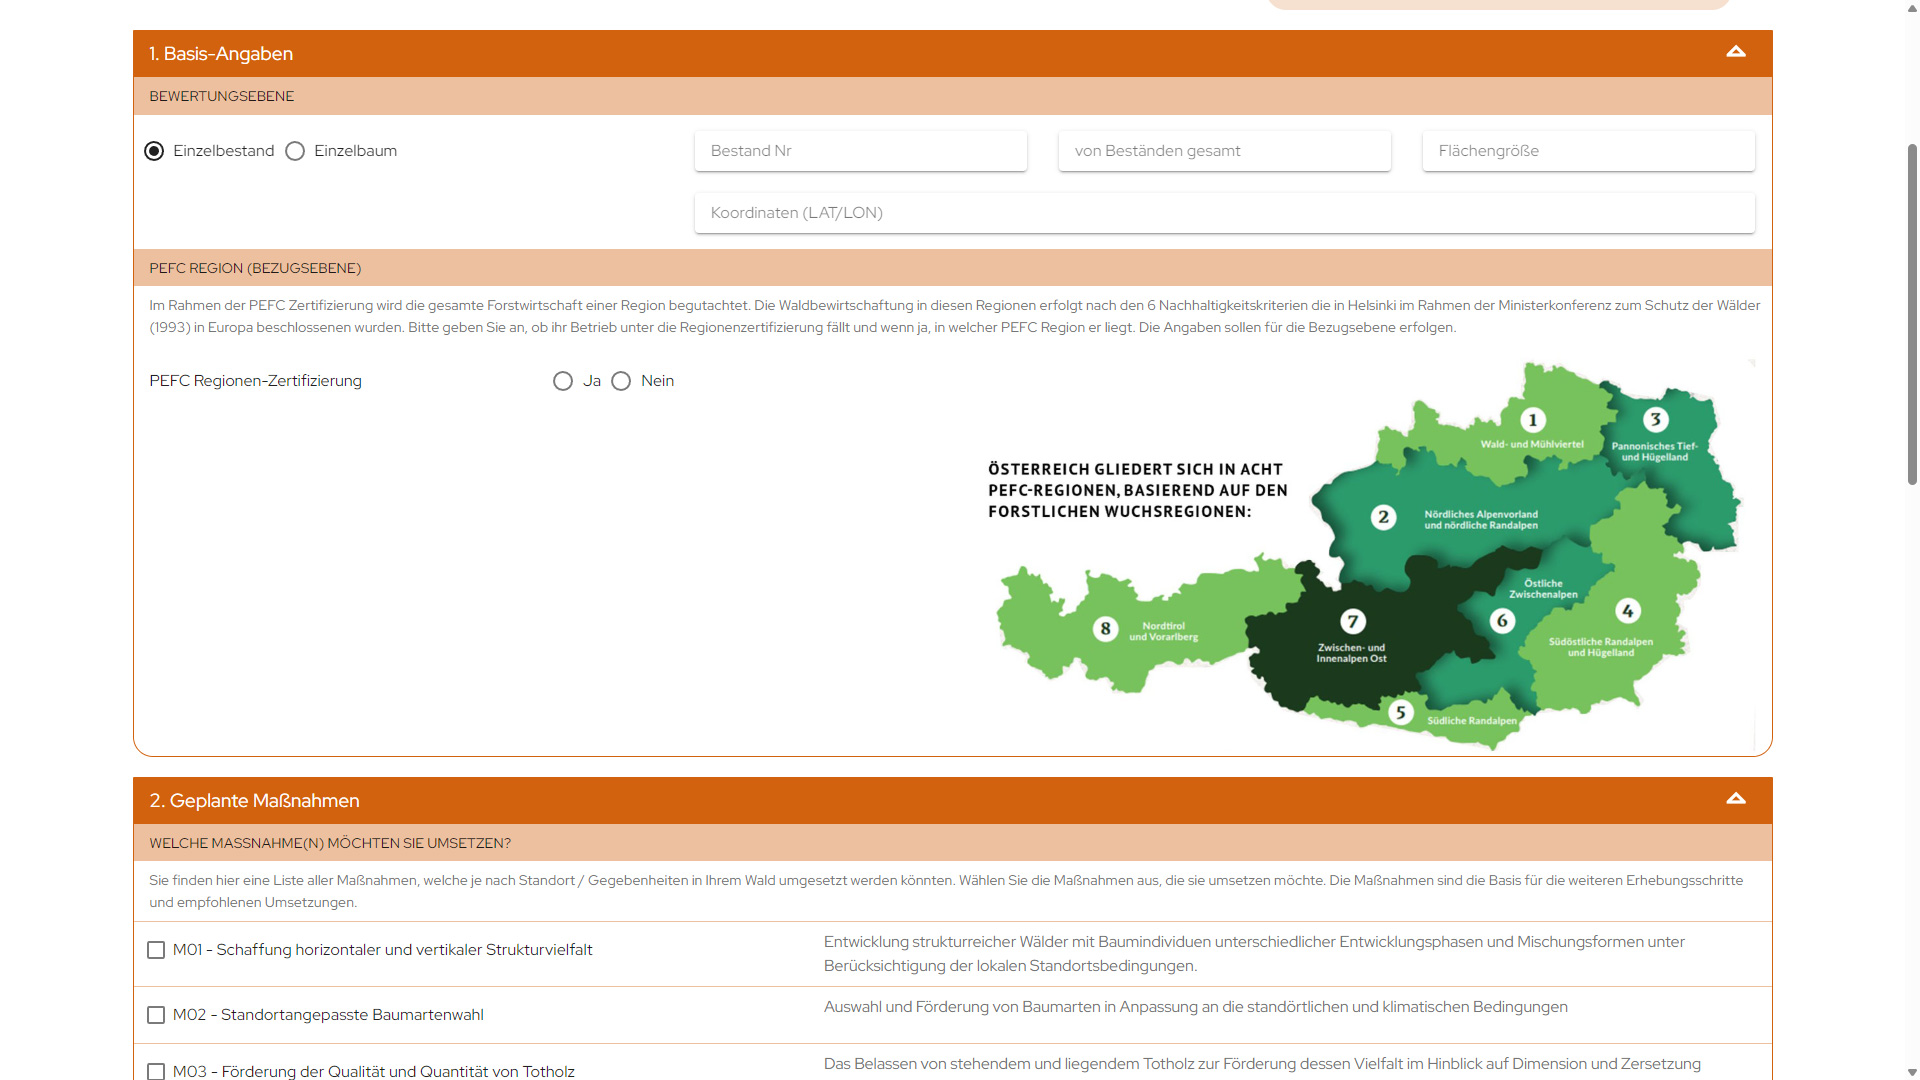 1. Basis-Angaben
BEWERTUNGSEBENE
Einzelbestand Einzelbaum
Bestand Nr
von Beständen gesamt
Flächengröße
Koordinaten (LAT/LON)
PEFC REGION (BEZUGSEBENE)
Im Rahmen der PEFC Zertifizierung wird die gesamte Forstwirtschaft einer Region begutachtet. Die Waldbewirtschaftung in diesen Regionen erfolgt nach den 6 Nachhaltigkeitskriterien die in Helsinki im Rahmen der Ministerkonferenz zum Schutz der Wälder
(1993) in Europa beschlossenen wurden. Bitte geben Sie an, ob ihr Betrieb unter die Regionenzertifizierung fällt und wenn ja, in welcher PEFC Region er liegt. Die Angaben sollen für die Bezugsebene erfolgen.
PEFC Regionen-Zertifizierung
Ja Nein
ÖSTERREICH GLIEDERT SICH IN ACHT
PEFC-REGIONEN, BASIEREND AUF DEN
FORSTLICHEN WUCHSREGIONEN:
1
Wald- und Mühlviertel
3
Pannonisches Tief-
und Hügelland
2
Nördliches Alpenvorland
und nördliche Randalpen
Östliche
Zwischenalpen
6
4
Südöstliche Randalpen
und Hügelland
8
Nordtirol
und Vorarlberg
7
Zwischen- und
Innenalpen Ost
5
Südliche Randalpen
2. Geplante Maßnahmen
WELCHE MASSNAHME(N) MÖCHTEN SIE UMSETZEN?
Sie finden hier eine Liste aller Maßnahmen, welche je nach Standort / Gegebenheiten in Ihrem Wald umgesetzt werden könnten. Wählen Sie die Maßnahmen aus, die sie umsetzen möchte. Die Maßnahmen sind die Basis für die weiteren Erhebungsschritte
und empfohlenen Umsetzungen.
M01 - Schaffung horizontaler und vertikaler Strukturvielfalt
Entwicklung strukturreicher Wälder mit Baumindividuen unterschiedlicher Entwicklungsphasen und Mischungsformen unter
Berücksichtigung der lokalen Standortsbedingungen.
M02 - Standortangepasste Baumartenwahl
Auswahl und Förderung von Baumarten in Anpassung an die standörtlichen und klimatischen Bedingungen
M03 - Förderung der Qualität und Quantität von Totholz
Das Belassen von stehendem und liegendem Totholz zur Förderung dessen Vielfalt im Hinblick auf Dimension und Zersetzung